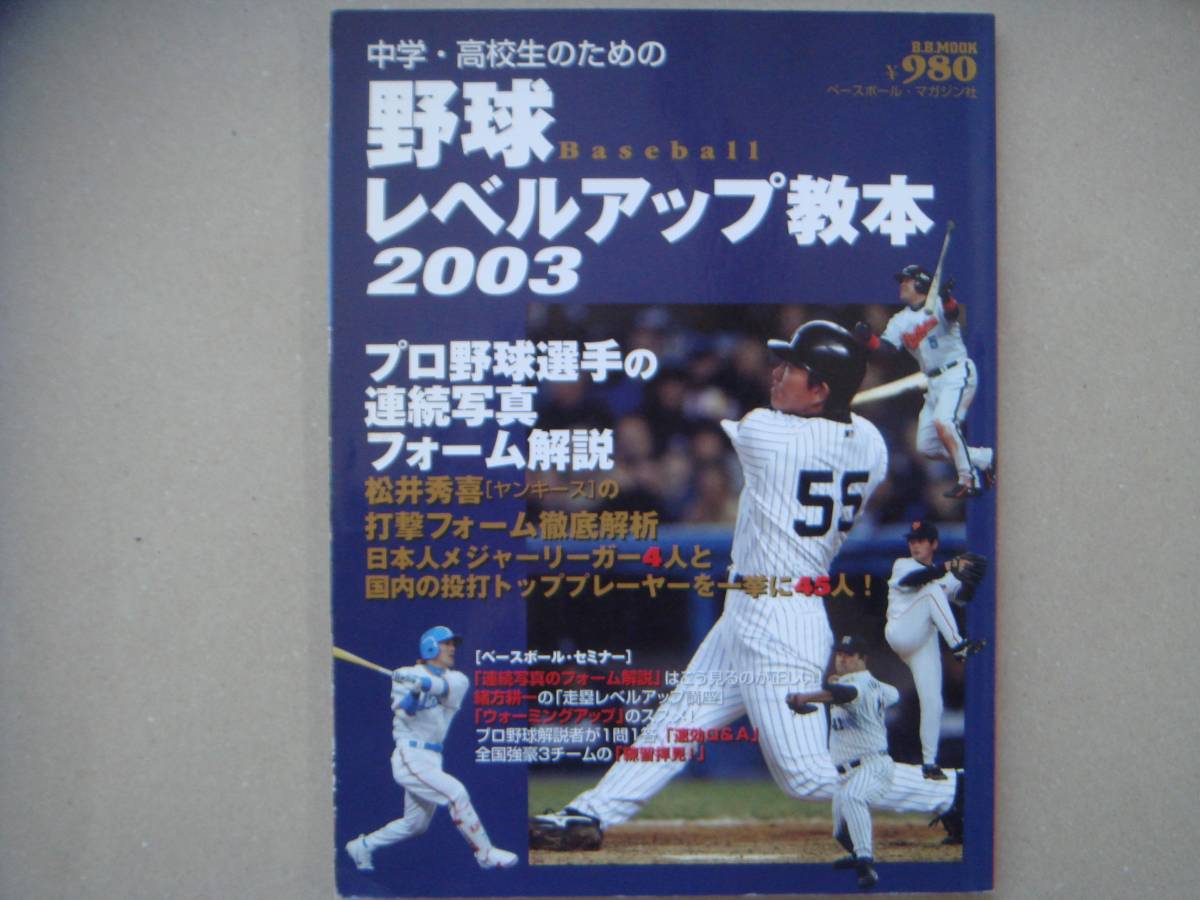 中学・高校生のための
B.B.MOOK
¥980
ベースボール・マガジン社
野球
Baseball
レベルアップ教本
2003
プロ野球選手の
連続写真
フォーム解説
松井秀喜[ヤンキース]の
打撃フォーム徹底解析
日本人メジャーリーガー4人と
国内の投打トッププレーヤーを一挙に45人!
55
[ベースボール・セミナー]
「連続写真のフォーム解説」はこう見るのが正しい!
緒方耕一の「走塁レベルアップ講座」
「ウォーミングアップ」のススメ!
プロ野球解説者が1問1答、「速効Q&A」
全国強豪3チームの「練習拝見!」